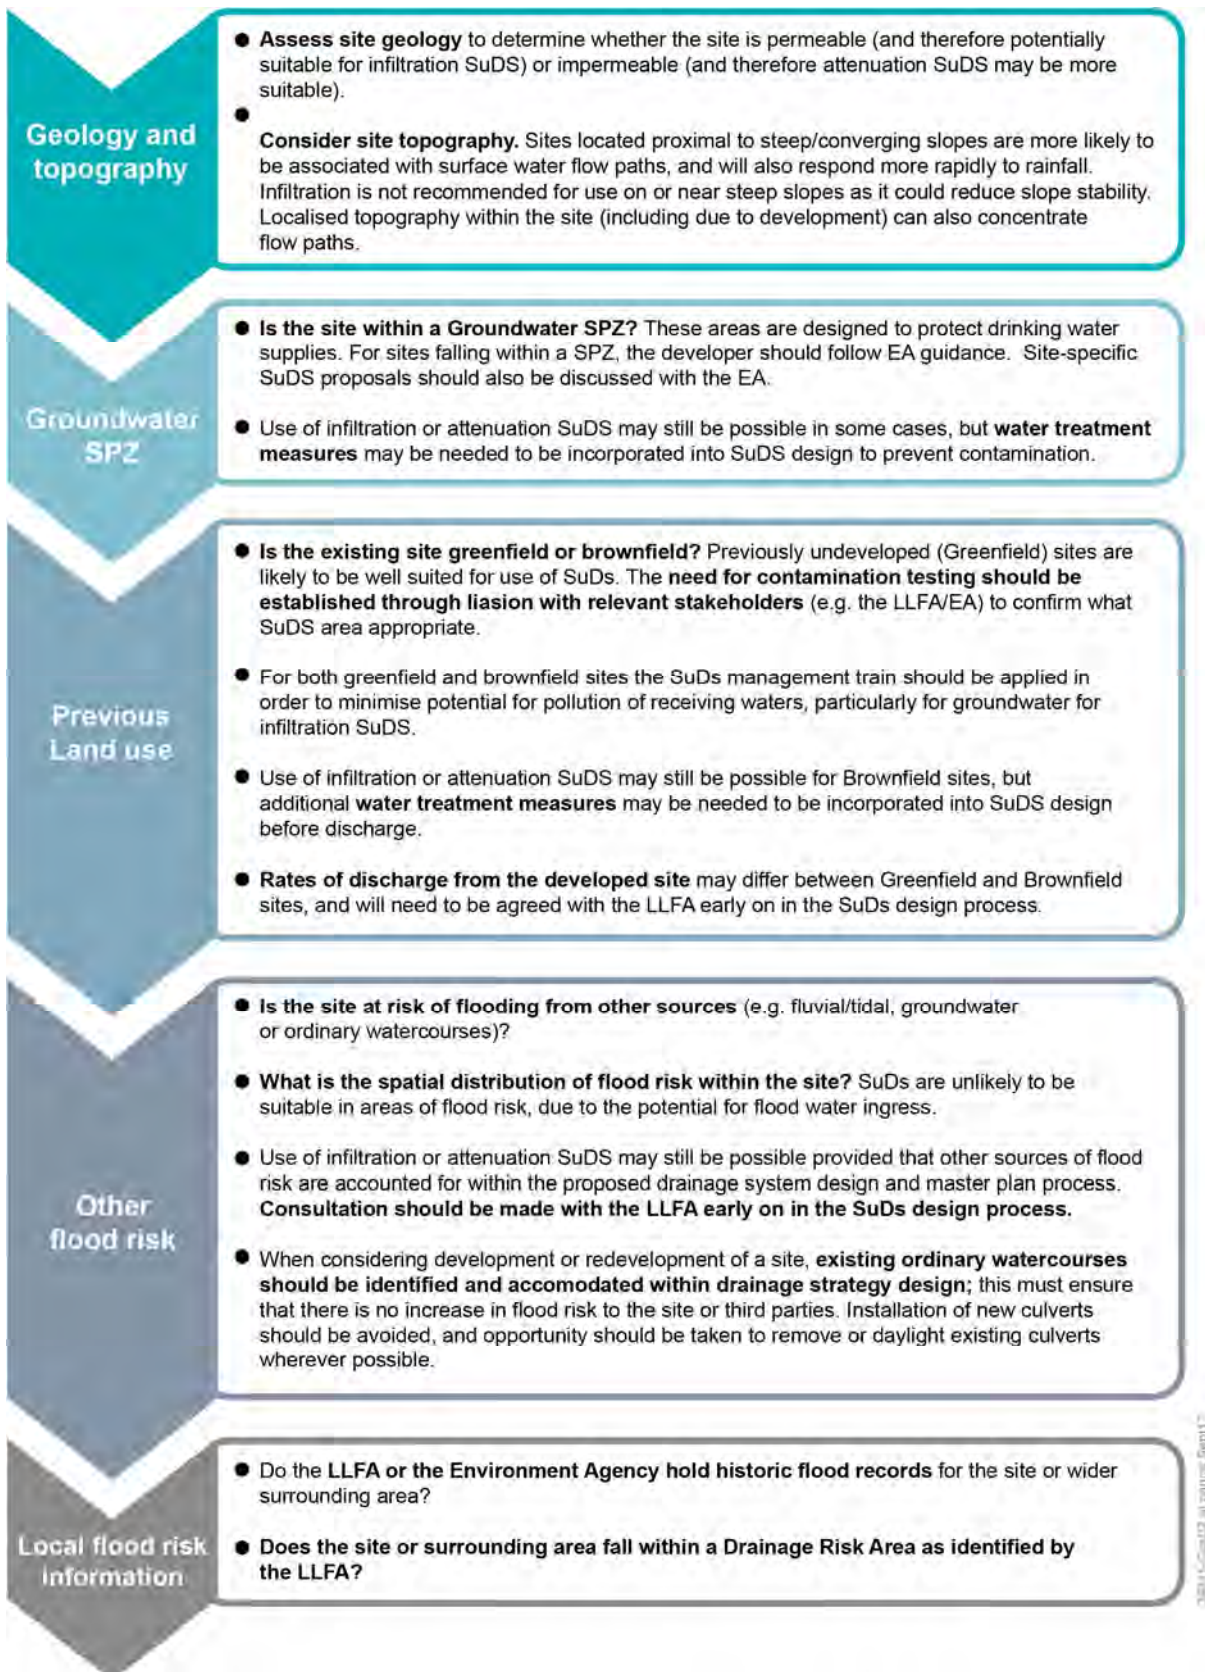 Geology and
topography
● Assess site geology to determine whether the site is permeable (and therefore potentially
suitable for infiltration SuDS) or impermeable (and therefore attenuation SuDS may be more
suitable).
●
Consider site topography. Sites located proximal to steep/converging slopes are more likely to
be associated with surface water flow paths, and will also respond more rapidly to rainfall.
Infiltration is not recommended for use on or near steep slopes as it could reduce slope stability.
Localised topography within the site (including due to development) can also concentrate
flow paths.
Groundwater
SPZ
● Is the site within a Groundwater SPZ? These areas are designed to protect drinking water
supplies. For sites falling within a SPZ, the developer should follow EA guidance. Site-specific
SuDS proposals should also be discussed with the EA.
● Use of infiltration or attenuation SuDS may still be possible in some cases, but water treatment
measures may be needed to be incorporated into SuDS design to prevent contamination.
Previous
Land use
● Is the existing site greenfield or brownfield? Previously undeveloped (Greenfield) sites are
likely to be well suited for use of SuDs. The need for contamination testing should be
established through liasion with relevant stakeholders (e.g. the LLFA/EA) to confirm what
SuDS area appropriate.
● For both greenfield and brownfield sites the SuDs management train should be applied in
order to minimise potential for pollution of receiving waters, particularly for groundwater for
infiltration SuDS.
● Use of infiltration or attenuation SuDS may still be possible for Brownfield sites, but
additional water treatment measures may be needed to be incorporated into SuDS design
before discharge.
● Rates of discharge from the developed site may differ between Greenfield and Brownfield
sites, and will need to be agreed with the LLFA early on in the SuDs design process.
Other
flood risk
● Is the site at risk of flooding from other sources (e.g. fluvial/tidal, groundwater
or ordinary watercourses)?
● What is the spatial distribution of flood risk within the site? SuDs are unlikely to be
suitable in areas of flood risk, due to the potential for flood water ingress.
● Use of infiltration or attenuation SuDS may still be possible provided that other sources of flood
risk are accounted for within the proposed drainage system design and master plan process.
Consultation should be made with the LLFA early on in the SuDs design process.
● When considering development or redevelopment of a site, existing ordinary watercourses
should be identified and accomodated within drainage strategy design; this must ensure
that there is no increase in flood risk to the site or third parties. Installation of new culverts
should be avoided, and opportunity should be taken to remove or daylight existing culverts
wherever possible.
Local flood risk
information
● Do the LLFA or the Environment Agency hold historic flood records for the site or wider
surrounding area?
● Does the site or surrounding area fall within a Drainage Risk Area as identified by
the LLFA?